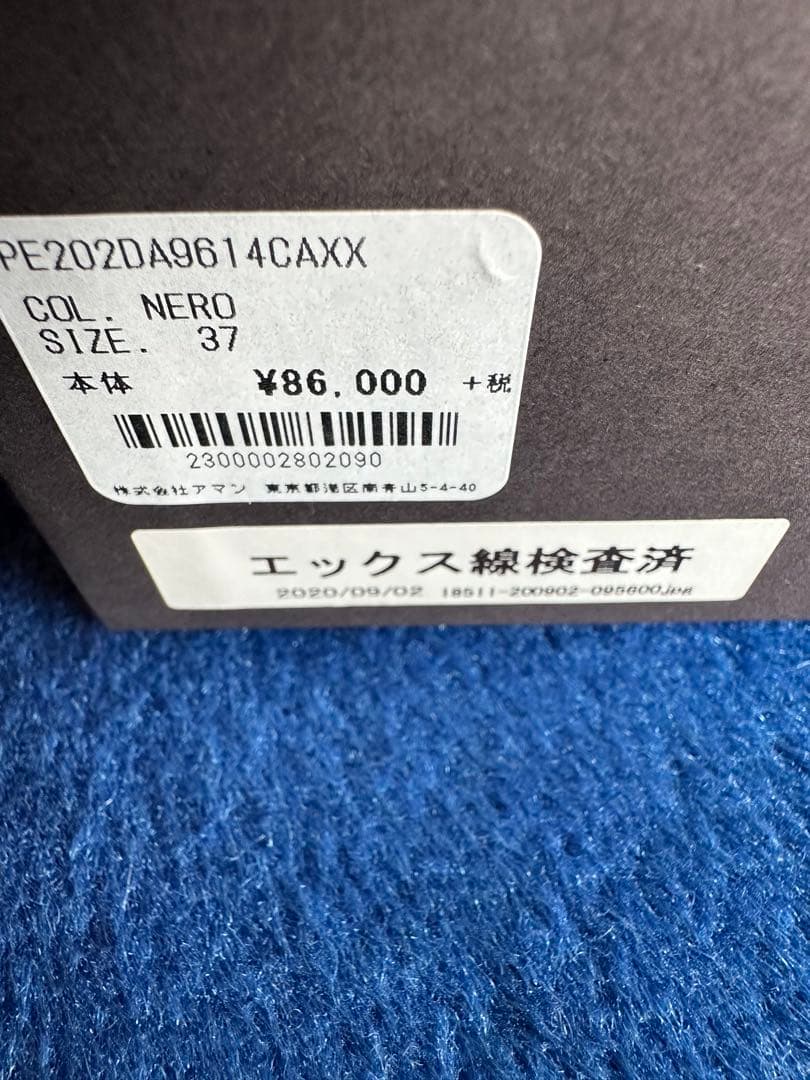 PE202DA9614CAXX
COL. NERO
SIZE. 37
本体 ¥86,000 +税
2300002802090
株式会社アマン 東京都港区南青山5-4-40
エックス線検査済
2020/09/02 18511-200902-095600.jpg